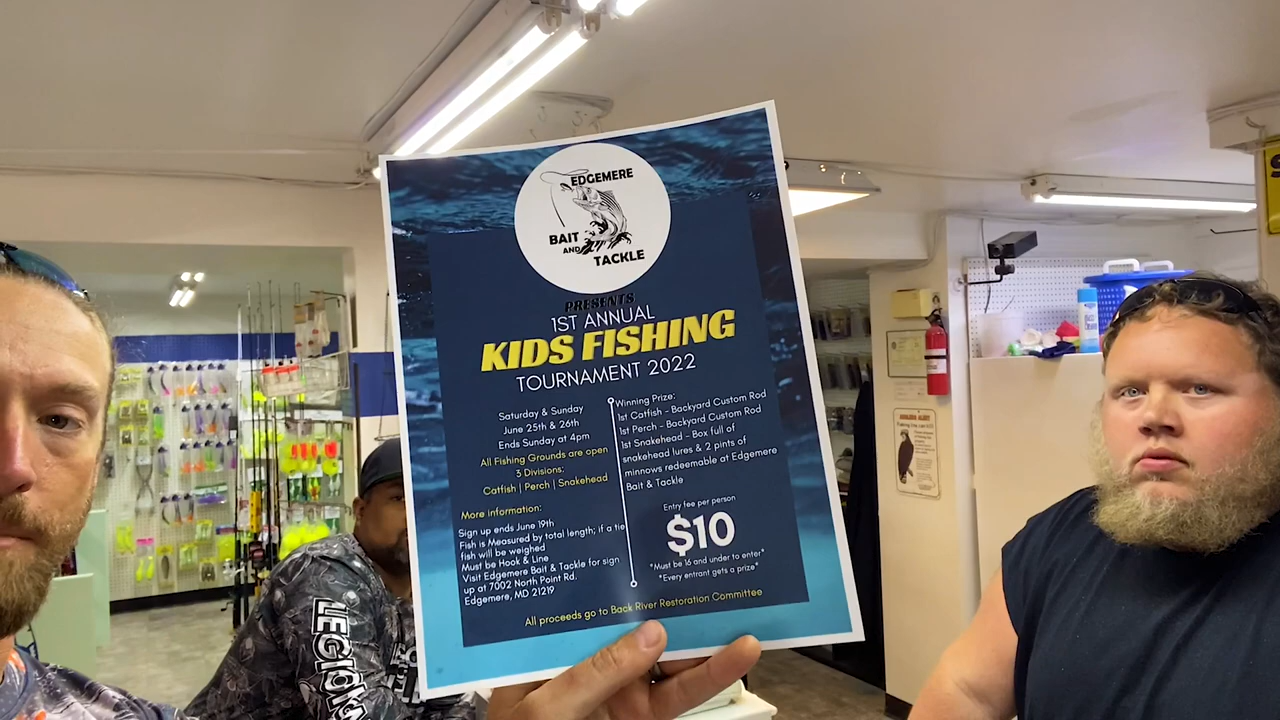 EDGEMERE
BAIT
AND
TACKLE
PRESENTS
1ST ANNUAL
KIDS FISHING
TOURNAMENT 2022
Saturday & Sunday
June 25th & 26th
Ends Sunday at 4pm
All Fishing Grounds are open
3 Divisions:
Catfish | Perch | Snakehead
More information:
Sign up ends June 19th
Fish is Measured by total length; if a tie
fish will be weighed
Must be Hook & Line
Visit Edgemere Bait & Tackle for sign
up at 7002 North Point Rd.
Edgemere, MD 21219
Winning Prize:
1st Catfish - Backyard Custom Rod
1st Perch - Backyard Custom Rod
1st Snakehead - Box full of
snakehead lures & 2 pints of
minnows redeemable at Edgemere
Bait & Tackle
Entry fee per person
$10
*Must be 16 and under to enter*
*Every entrant gets a prize*
All proceeds go to Back River Restoration Committee